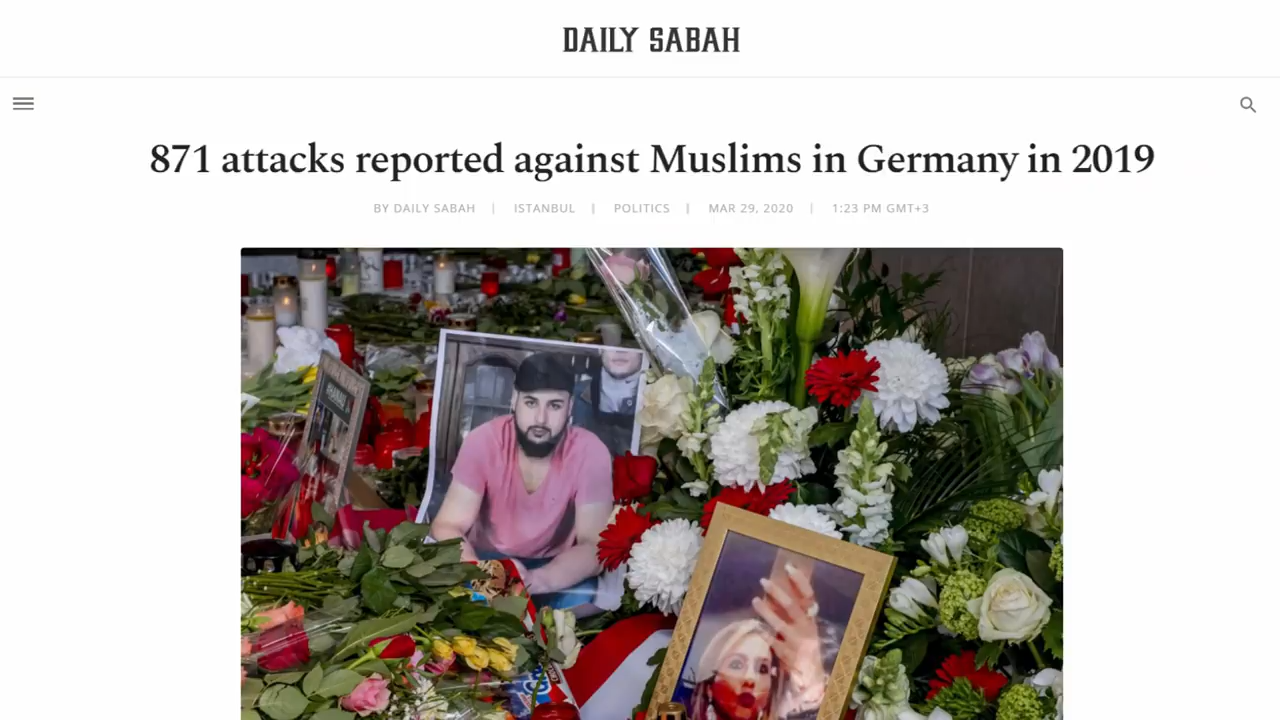 DAILY SABAH
871 attacks reported against Muslims in Germany in 2019
BY DAILY SABAH | ISTANBUL | POLITICS | MAR 29, 2020 | 1:23 PM GMT+3